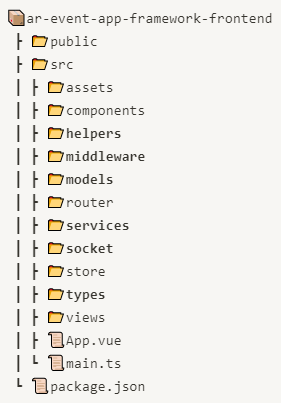 ar-event-app-framework-frontend
public
src
assets
components
helpers
middleware
models
router
services
socket
store
types
views
App.vue
main.ts
package.json